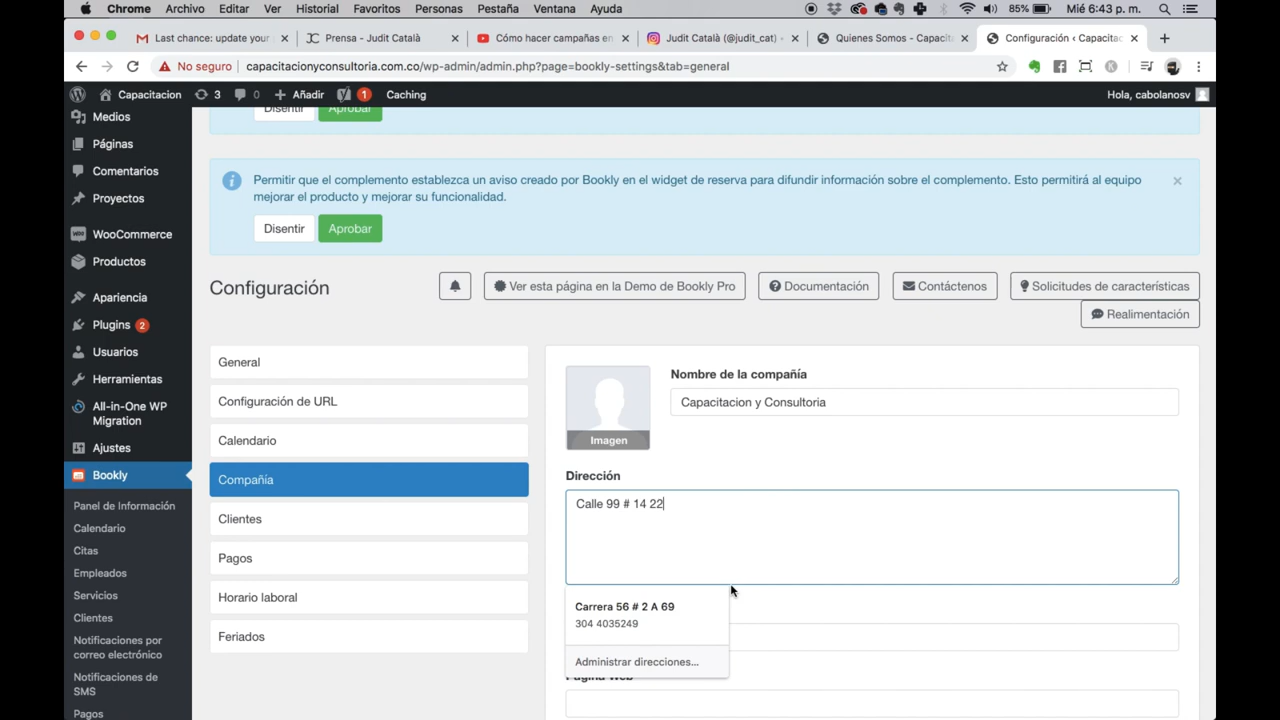 Chrome Archivo Editar Ver Historial Favoritos Personas Pestaña Ventana Ayuda 85% Mié 6:43 p. m.
Last chance: update your Prensa - Judit Català Cómo hacer campañas en Judit Català (@judit_cat) • Quienes Somos - Capacit Configuración ‹ Capacitac
No seguro capacitacionyconsultoria.com.co/wp-admin/admin.php?page=bookly-settings&tab=general
Capacitacion 3 0 Añadir 1 Caching Hola, cabolanosv
Medios
Páginas
Comentarios
Proyectos
WooCommerce
Productos
Apariencia
Plugins 2
Usuarios
Herramientas
All-in-One WP
Migration
Ajustes
Bookly
Panel de Información
Calendario
Citas
Empleados
Servicios
Clientes
Notificaciones por
correo electrónico
Notificaciones de
SMS
Pagos
Disentir Aprobar
Permitir que el complemento establezca un aviso creado por Bookly en el widget de reserva para difundir información sobre el complemento. Esto permitirá al equipo
mejorar el producto y mejorar su funcionalidad.
Disentir Aprobar
Configuración
Ver esta página en la Demo de Bookly Pro Documentación Contáctenos Solicitudes de características
Realimentación
General
Configuración de URL
Calendario
Compañía
Clientes
Pagos
Horario laboral
Feriados
Imagen
Nombre de la compañía
Capacitacion y Consultoria
Dirección
Calle 99 # 14 22
Carrera 56 # 2 A 69
304 4035249
Administrar direcciones...
Página Web